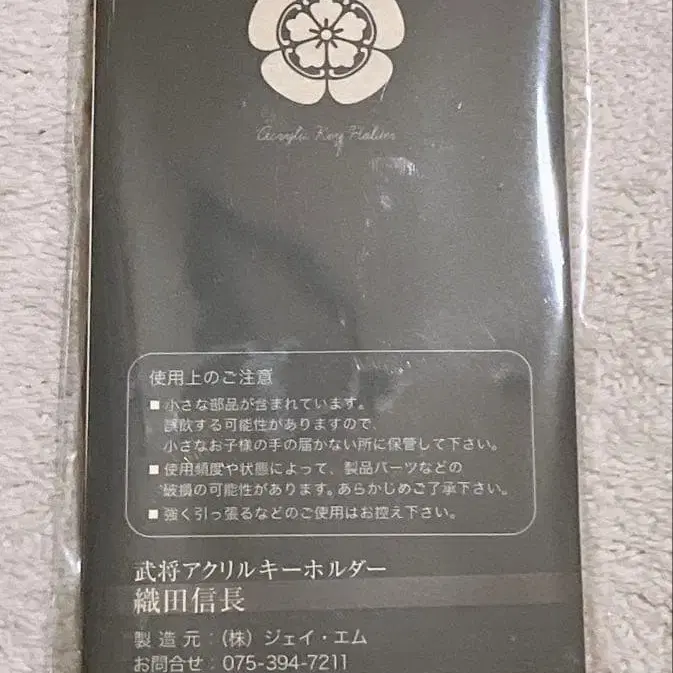 Acrylic Key Holder
使用上のご注意
■ 小さな部品が含まれています。
誤飲する可能性がありますので、
小さなお子様の手の届かない所に保管して下さい。
■ 使用頻度や状態によって、製品パーツなどの
破損の可能性があります。あらかじめご了承下さい。
■ 強く引っ張るなどのご使用はお控え下さい。
武将アクリルキーホルダー
織田信長
製造元:(株)ジェイ・エム
お問合せ:075-394-7211